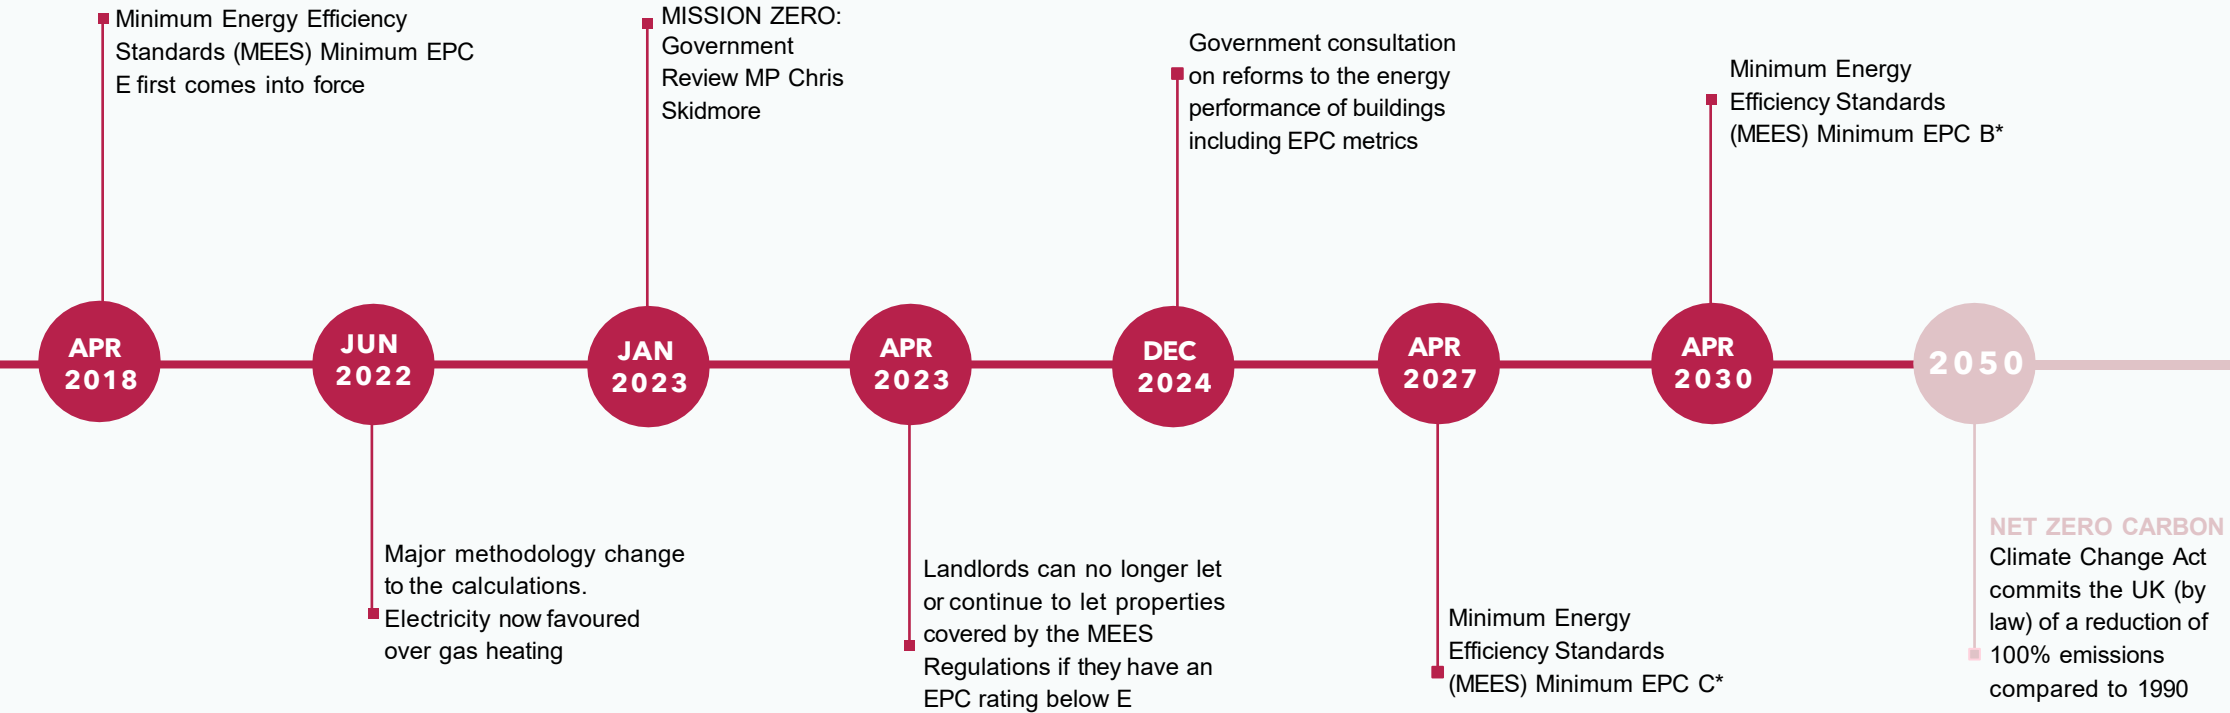 Minimum Energy Efficiency
Standards (MEES) Minimum EPC
E first comes into force
MISSION ZERO:
Government
Review MP Chris
Skidmore
Government consultation
on reforms to the energy
performance of buildings
including EPC metrics
Minimum Energy
Efficiency Standards
(MEES) Minimum EPC B*
APR
2018
JUN
2022
JAN
2023
APR
2023
DEC
2024
APR
2027
APR
2030
2050
Major methodology change
to the calculations.
Electricity now favoured
over gas heating
Landlords can no longer let
or continue to let properties
covered by the MEES
Regulations if they have an
EPC rating below E
Minimum Energy
Efficiency Standards
(MEES) Minimum EPC C*
NET ZERO CARBON
Climate Change Act
commits the UK (by
law) of a reduction of
100% emissions
compared to 1990